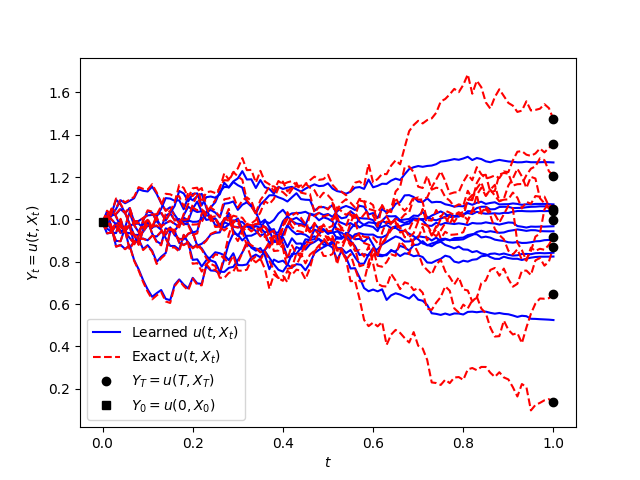 Y_t = u(t, X_t)
1.6
1.4
1.2
1.0
0.8
0.6
0.4
0.2
Learned u(t, X_t)
Exact u(t, X_t)
Y_T = u(T, X_T)
Y_0 = u(0, X_0)
0.0 0.2 0.4 0.6 0.8 1.0
t